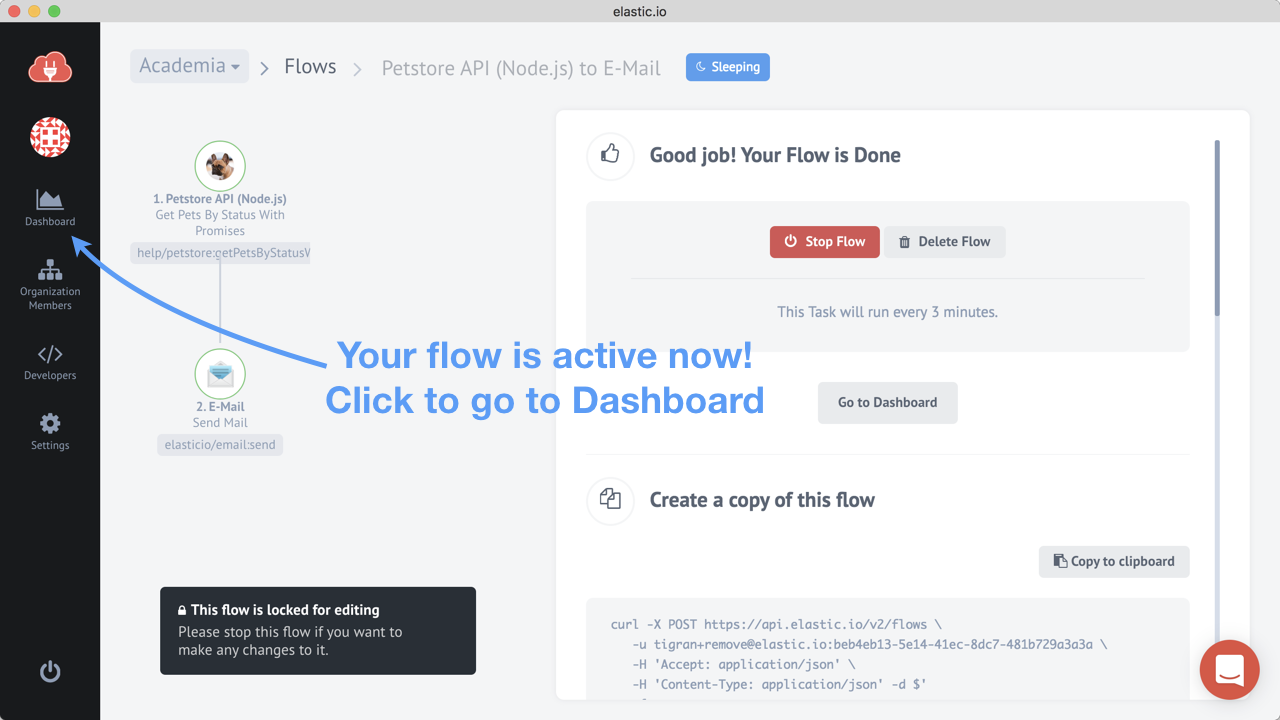 elastic.io
Academia
Flows
Petstore API (Node.js) to E-Mail
Sleeping
Dashboard
Organization
Members
Developers
Settings
1. Petstore API (Node.js)
Get Pets By Status With
Promises
help/petstore:getPetsByStatusW
2. E-Mail
Send Mail
elasticio/email:send
Your flow is active now!
Click to go to Dashboard
This flow is locked for editing
Please stop this flow if you want to
make any changes to it.
Good job! Your Flow is Done
Stop Flow
Delete Flow
This Task will run every 3 minutes.
Go to Dashboard
Create a copy of this flow
Copy to clipboard
curl -X POST https://api.elastic.io/v2/flows \
-u tigran+remove@elastic.io:beb4eb13-5e14-41ec-8dc7-481b729a3a3a \
-H 'Accept: application/json' \
-H 'Content-Type: application/json' -d $'